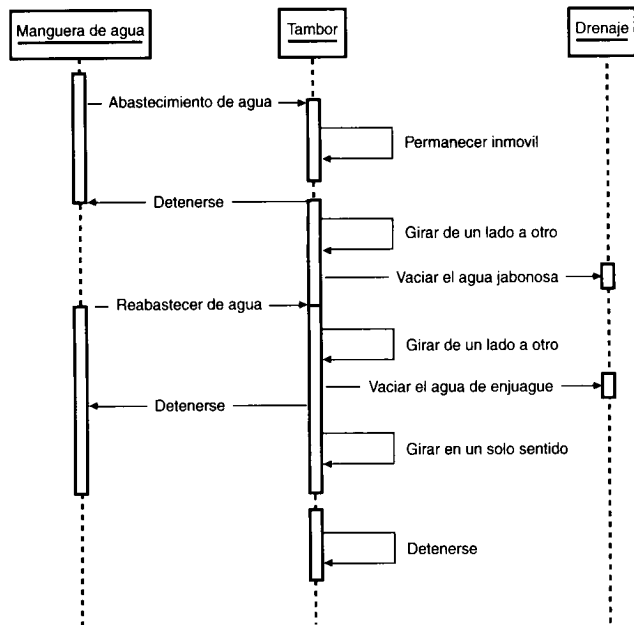 Manguera de agua
Tambor
Drenaje
Abastecimiento de agua
Permanecer inmovil
Detenerse
Girar de un lado a otro
Vaciar el agua jabonosa
Reabastecer de agua
Girar de un lado a otro
Vaciar el agua de enjuague
Detenerse
Girar en un solo sentido
Detenerse